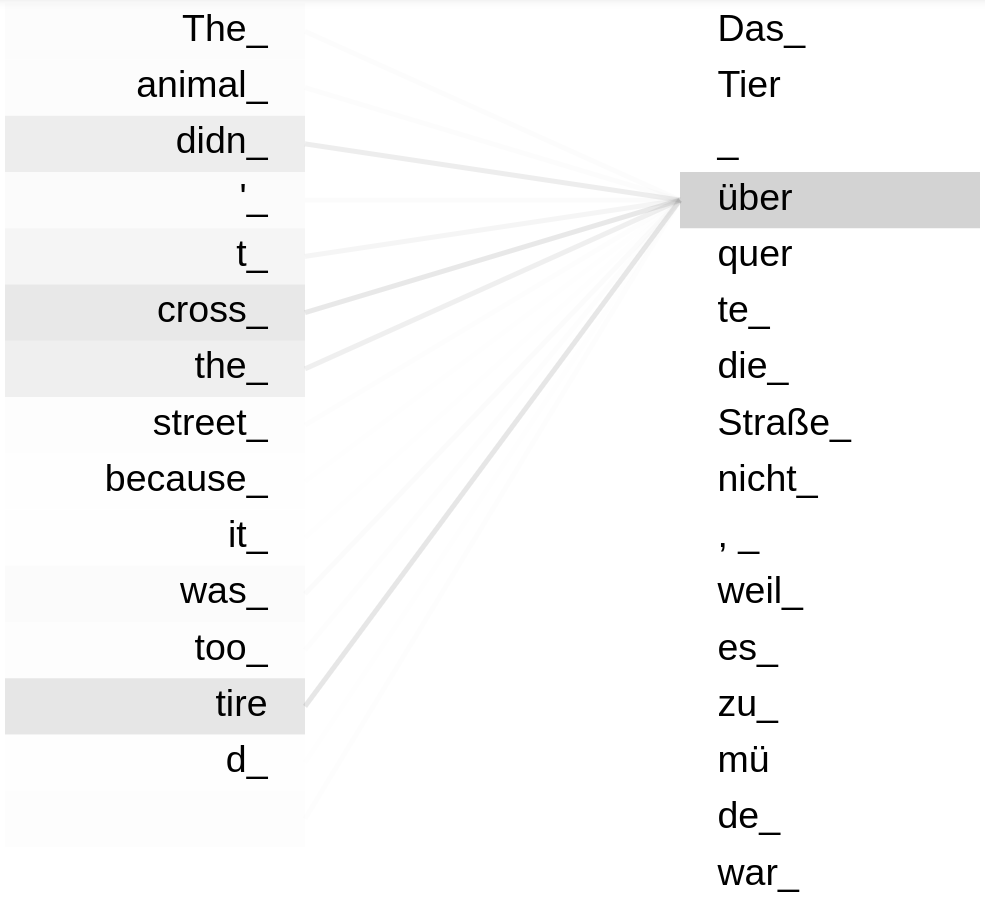 The_ Das_
animal_ Tier
didn_ _
'_ über
t_ quer
cross_ te_
the_ die_
street_ Straße_
because_ nicht_
it_ , _
was_ weil_
too_ es_
tire zu_
d_ mü
de_
war_